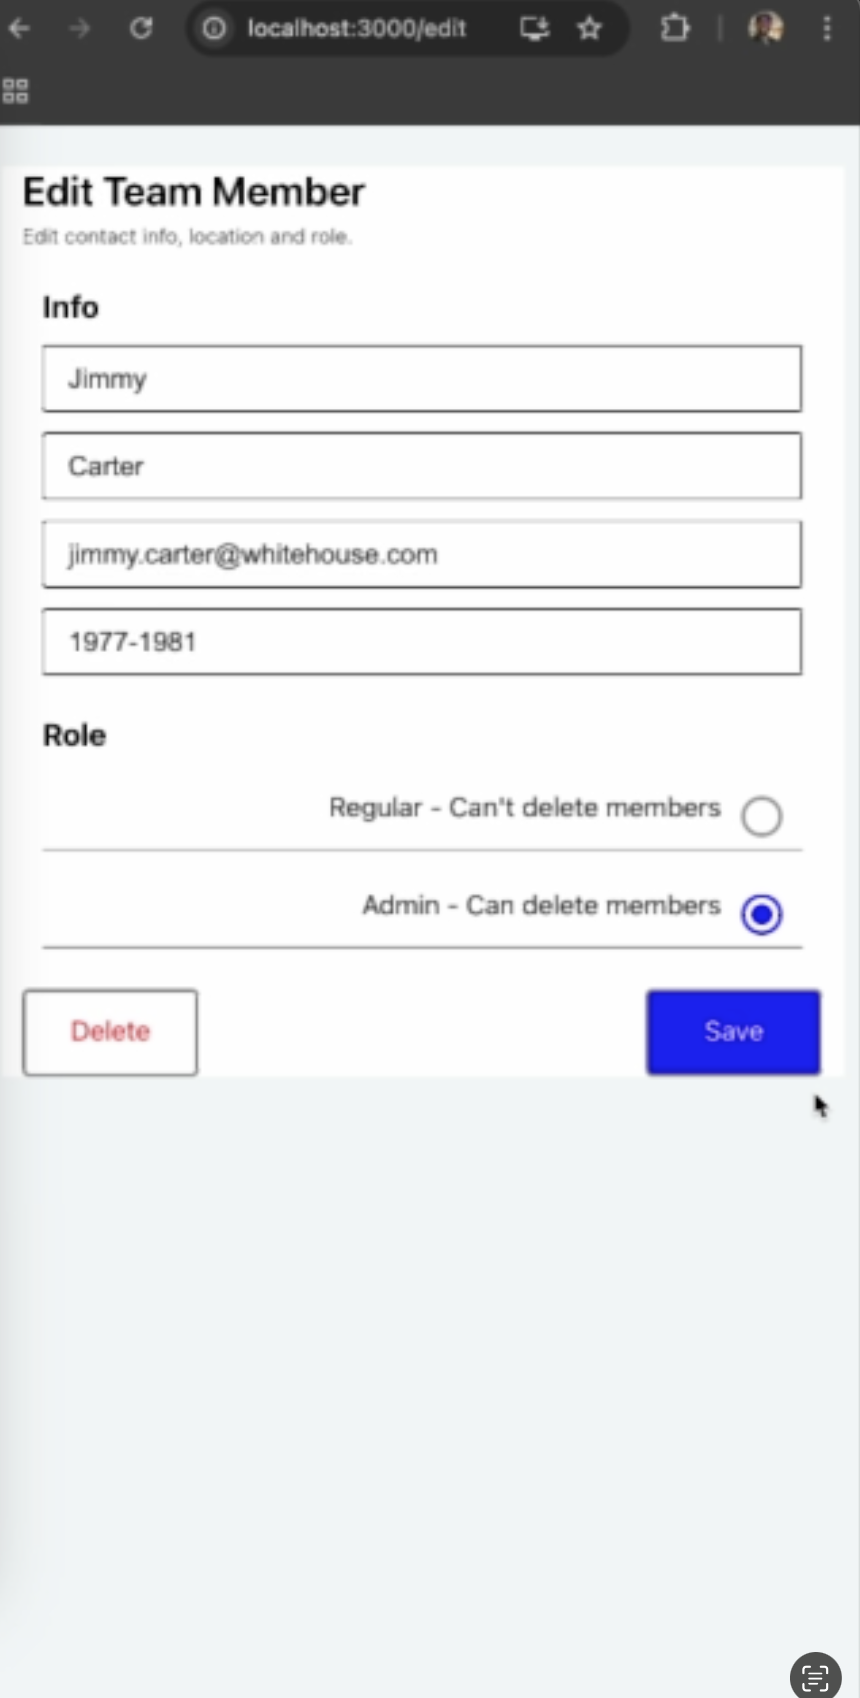 localhost:3000/edit
Edit Team Member
Edit contact info, location and role.
Info
Jimmy
Carter
jimmy.carter@whitehouse.com
1977-1981
Role
Regular - Can't delete members
Admin - Can delete members
Delete
Save